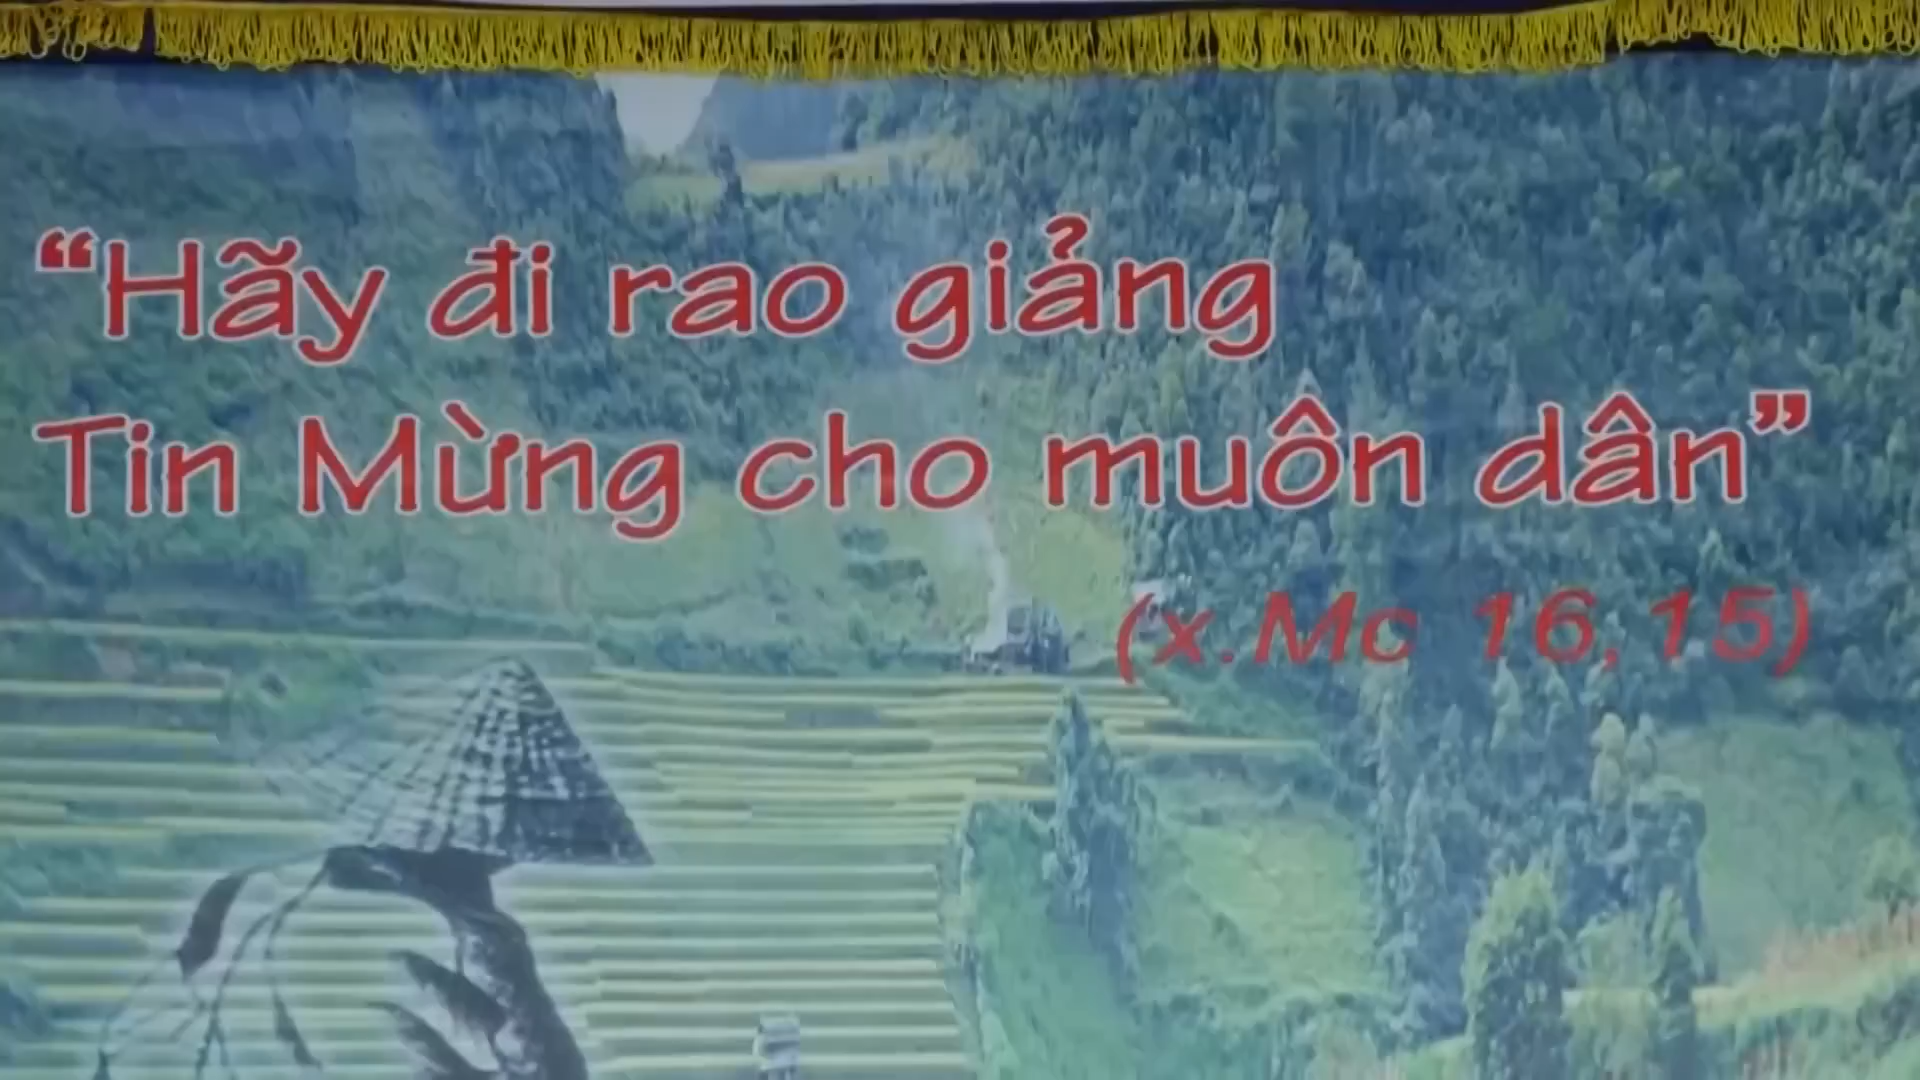 “Hãy đi rao giảng
Tin Mừng cho muôn dân”
(x.Mc 16,15)